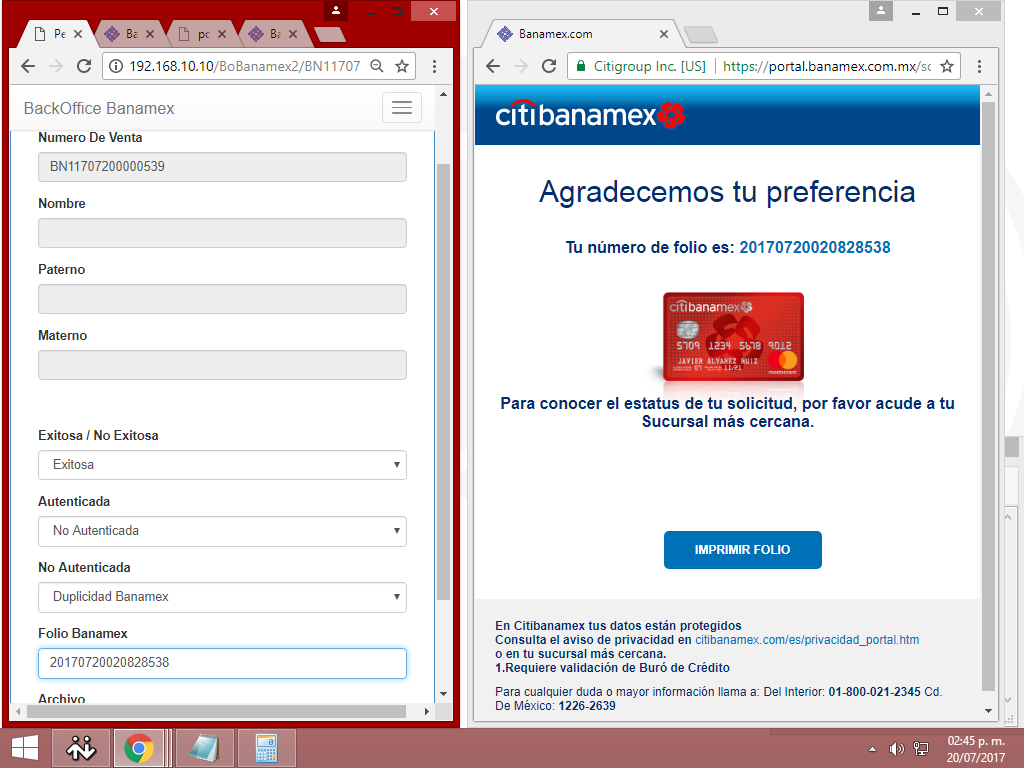 Pe
Ba
pc
Ba
192.168.10.10/BoBanamex2/BN11707
BackOffice Banamex
Numero De Venta
BN11707200000539
Nombre
Paterno
Materno
Exitosa / No Exitosa
Exitosa
Autenticada
No Autenticada
No Autenticada
Duplicidad Banamex
Folio Banamex
20170720020828538
Archivo
Banamex.com
Citigroup Inc. [US]
https://portal.banamex.com.mx/so
citibanamex
Agradecemos tu preferencia
Tu número de folio es: 20170720020828538
citibanamex
5709 1234 5678 9012
JAVIER ALVAREZ RUIZ
07 11/21
mastercard
Para conocer el estatus de tu solicitud, por favor acude a tu
Sucursal más cercana.
IMPRIMIR FOLIO
En Citibanamex tus datos están protegidos
Consulta el aviso de privacidad en citibanamex.com/es/privacidad_portal.htm
o en tu sucursal más cercana.
1.Requiere validación de Buró de Crédito
Para cualquier duda o mayor información llama a: Del Interior: 01-800-021-2345 Cd.
De México: 1226-2639
02:45 p. m.
20/07/2017